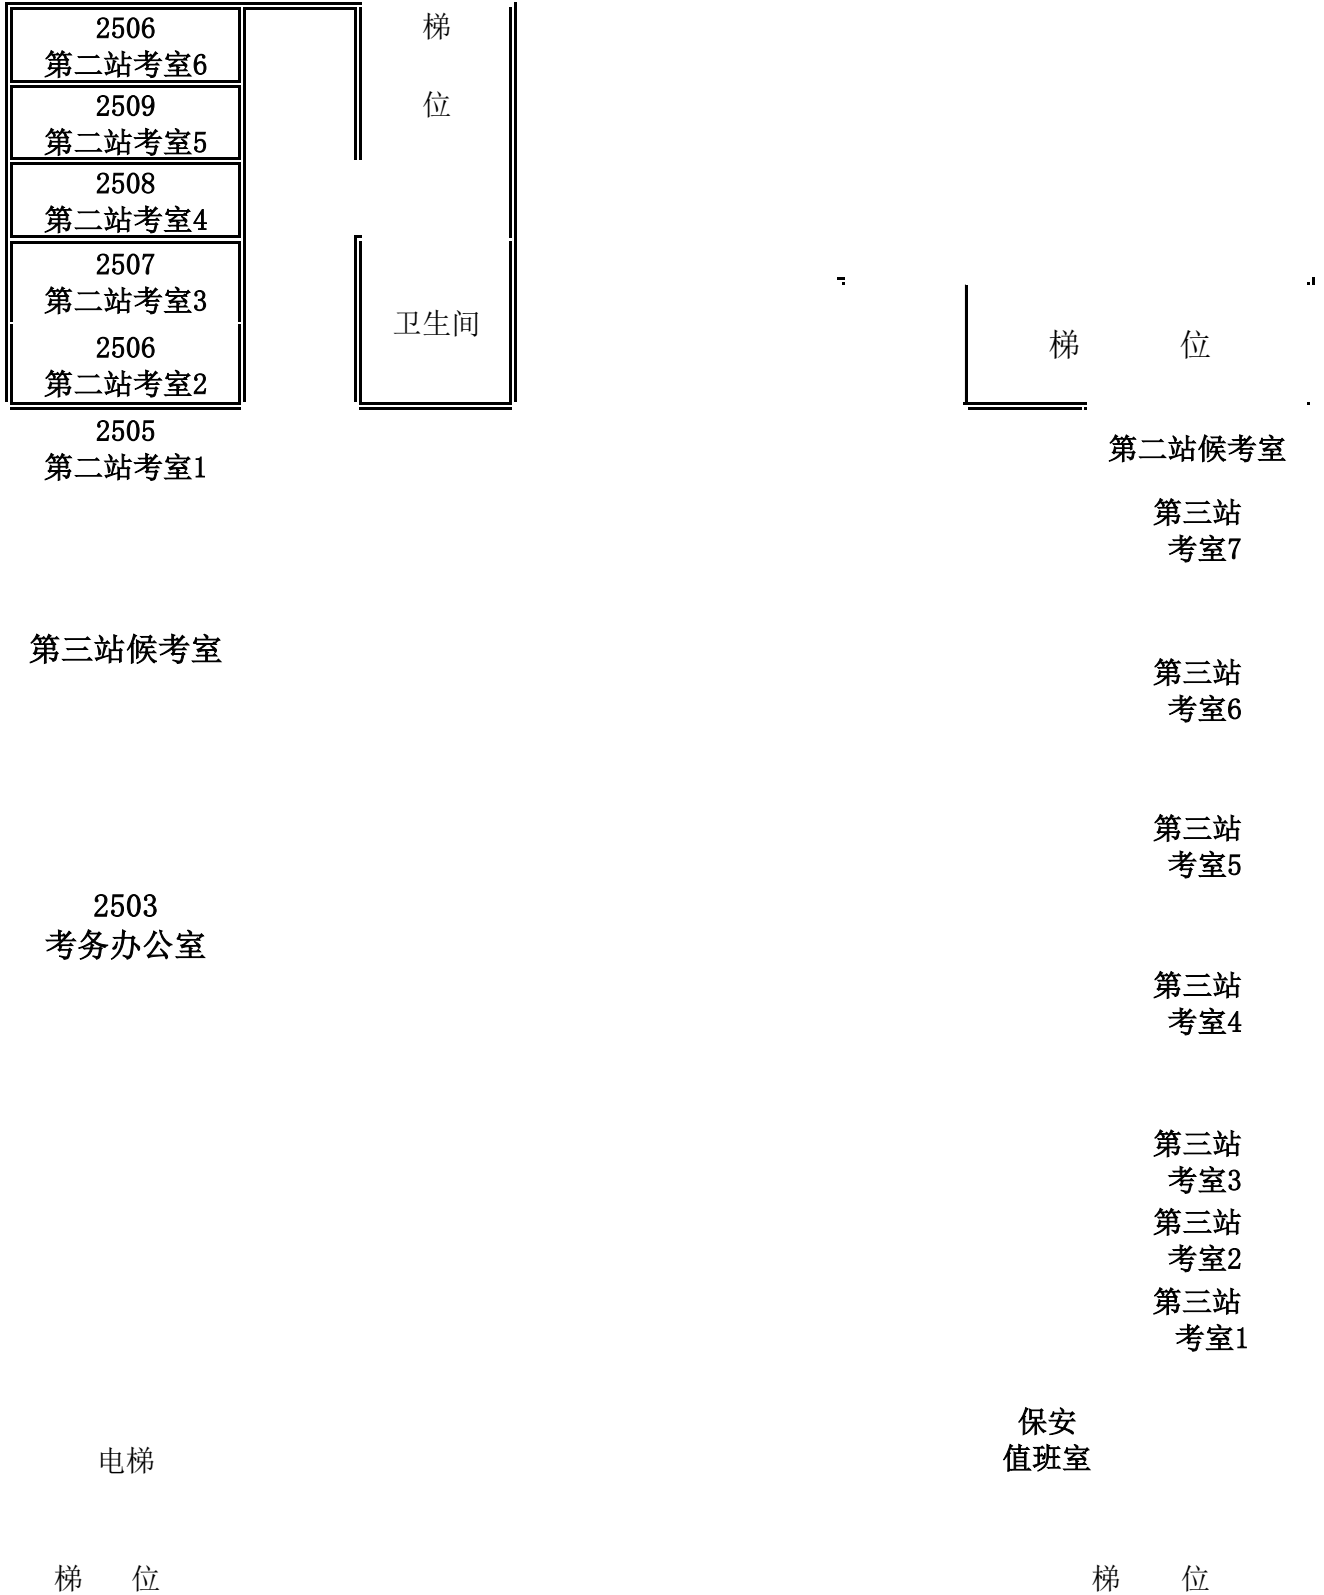 2506
第二站考室6
2509
第二站考室5
2508
第二站考室4
2507
第二站考室3
2506
第二站考室2
2505
第二站考室1
第三站候考室
2503
考务办公室
电梯
梯 位
梯
位
卫生间
梯 位
第二站候考室
第三站
考室7
第三站
考室6
第三站
考室5
第三站
考室4
第三站
考室3
第三站
考室2
第三站
考室1
保安
值班室
梯 位